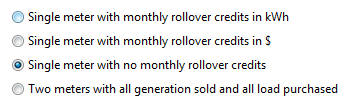 Single meter with monthly rollover credits in kWh
Single meter with monthly rollover credits in $
Single meter with no monthly rollover credits
Two meters with all generation sold and all load purchased